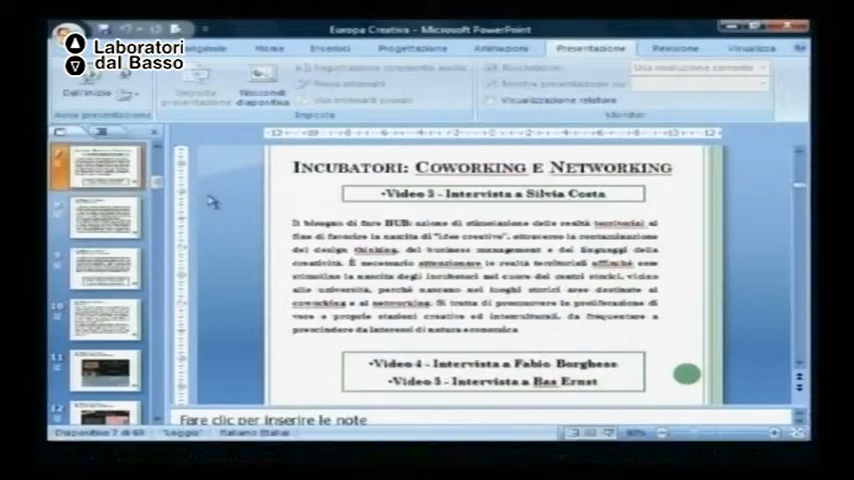 Laboratori
dal Basso
Europa Creativa - Microsoft PowerPoint
Home
Inserisci
Progettazione
Animazioni
Presentazione
Revisione
Visualizza
Dall'inizio
Nascondi
diapositiva
Imposta
Visualizzazione relatore
Monitor
INCUBATORI: COWORKING E NETWORKING
•Video 3 - Intervista a Silvia Costa
Il bisogno di fare HUB: azione di stimolazione delle realtà territoriali al
fine di favorire la nascita di "idee creative", attraverso la contaminazione
del design thinking, del business management e dei linguaggi della
creatività. È necessario attenzionare le realtà territoriali affinché esse
stimolino la nascita degli incubatori nel cuore dei centri storici, vicino
alle università, perché nascano nei luoghi storici aree destinate al
coworking e al networking. Si tratta di promuovere la proliferazione di
vere e proprie stazioni creative ed interculturali, da frequentare a
prescindere da interessi di natura economica
•Video 4 - Intervista a Fabio Borghese
•Video 5 - Intervista a Bas Ernst
9
10
11
12
Fare clic per inserire le note
Italiano (Italia)